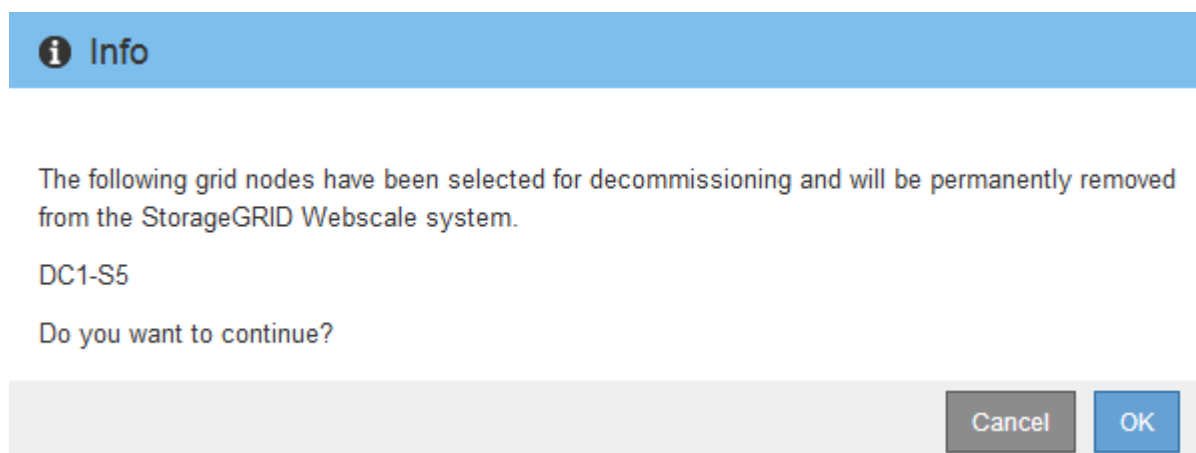 Info
The following grid nodes have been selected for decommissioning and will be permanently removed
from the StorageGRID Webscale system.
DC1-S5
Do you want to continue?
Cancel OK